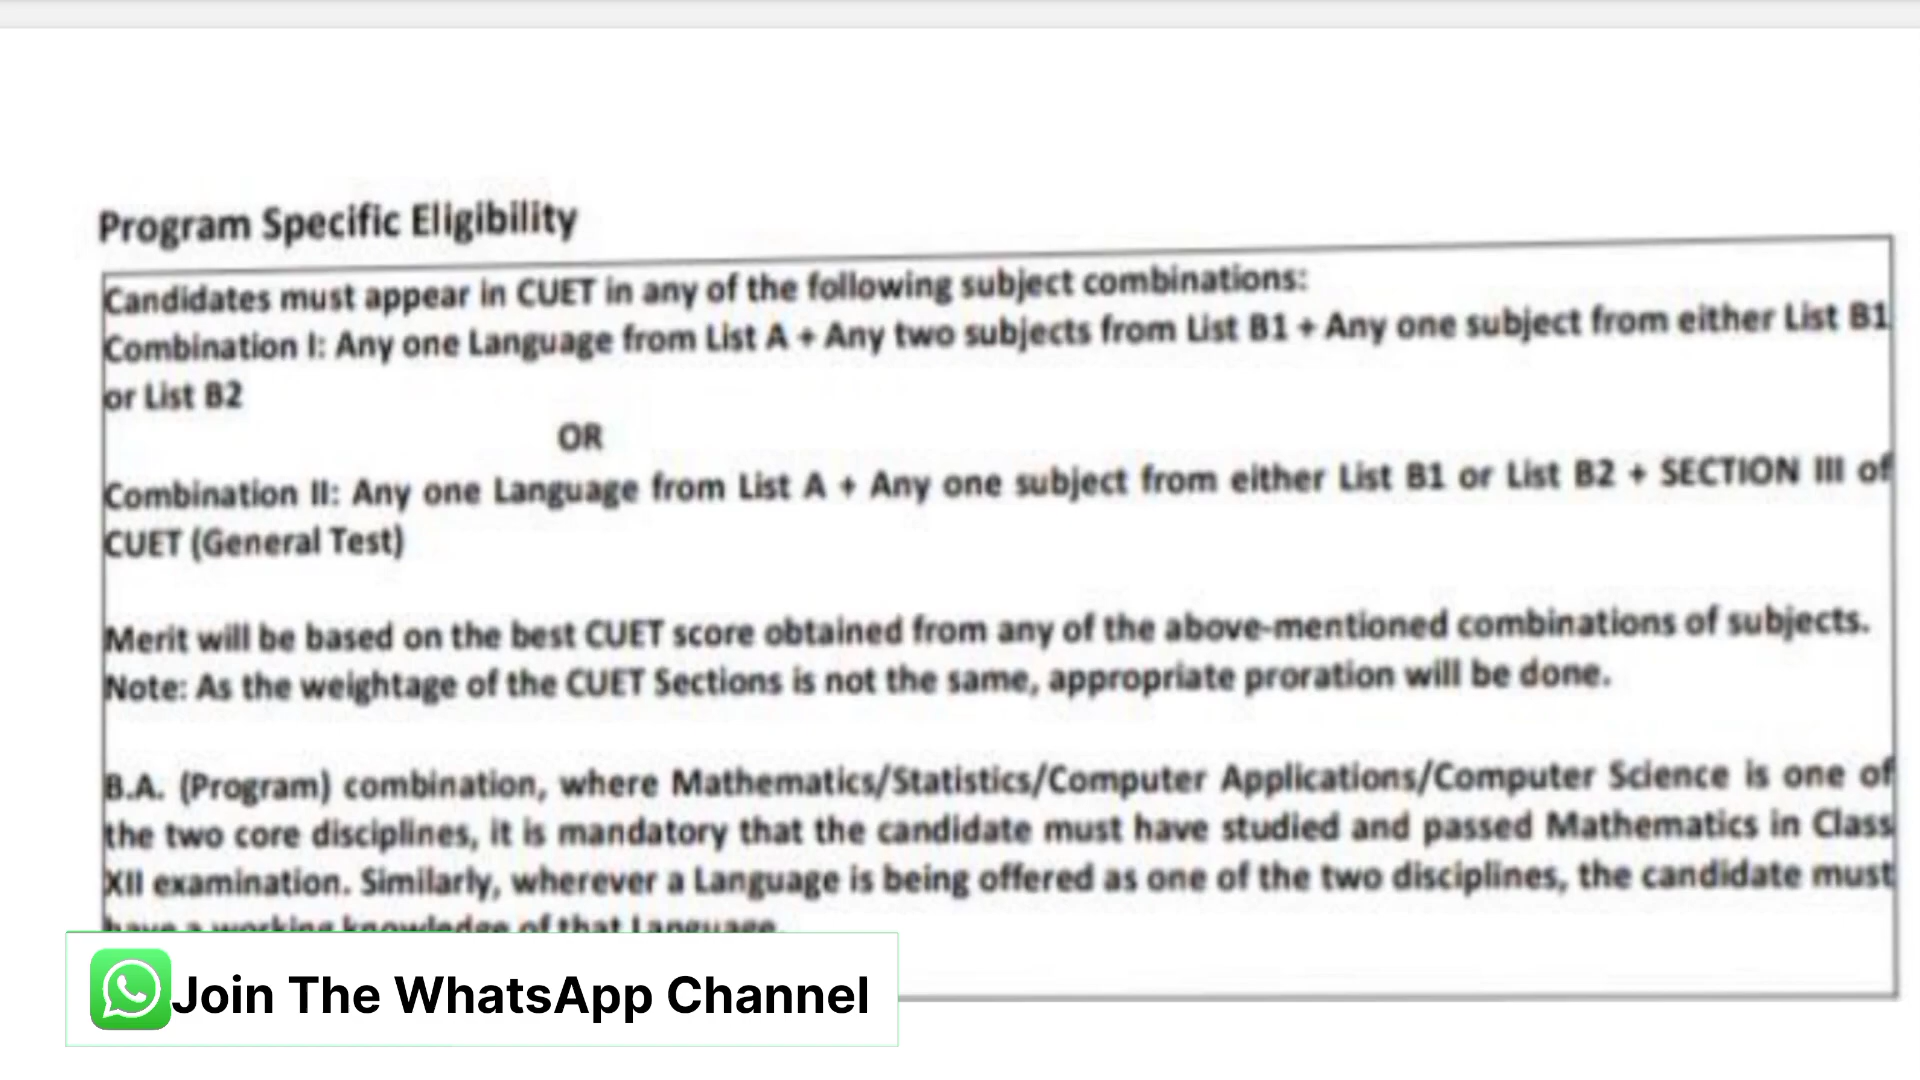 Program Specific Eligibility
Candidates must appear in CUET in any of the following subject combinations:
Combination I: Any one Language from List A + Any two subjects from List B1 + Any one subject from either List B1
or List B2
OR
Combination II: Any one Language from List A + Any one subject from either List B1 or List B2 + SECTION III of
CUET (General Test)
Merit will be based on the best CUET score obtained from any of the above-mentioned combinations of subjects.
Note: As the weightage of the CUET Sections is not the same, appropriate proration will be done.
B.A. (Program) combination, where Mathematics/Statistics/Computer Applications/Computer Science is one of
the two core disciplines, it is mandatory that the candidate must have studied and passed Mathematics in Class
XII examination. Similarly, wherever a Language is being offered as one of the two disciplines, the candidate must
have a working knowledge of that Language.
Join The WhatsApp Channel